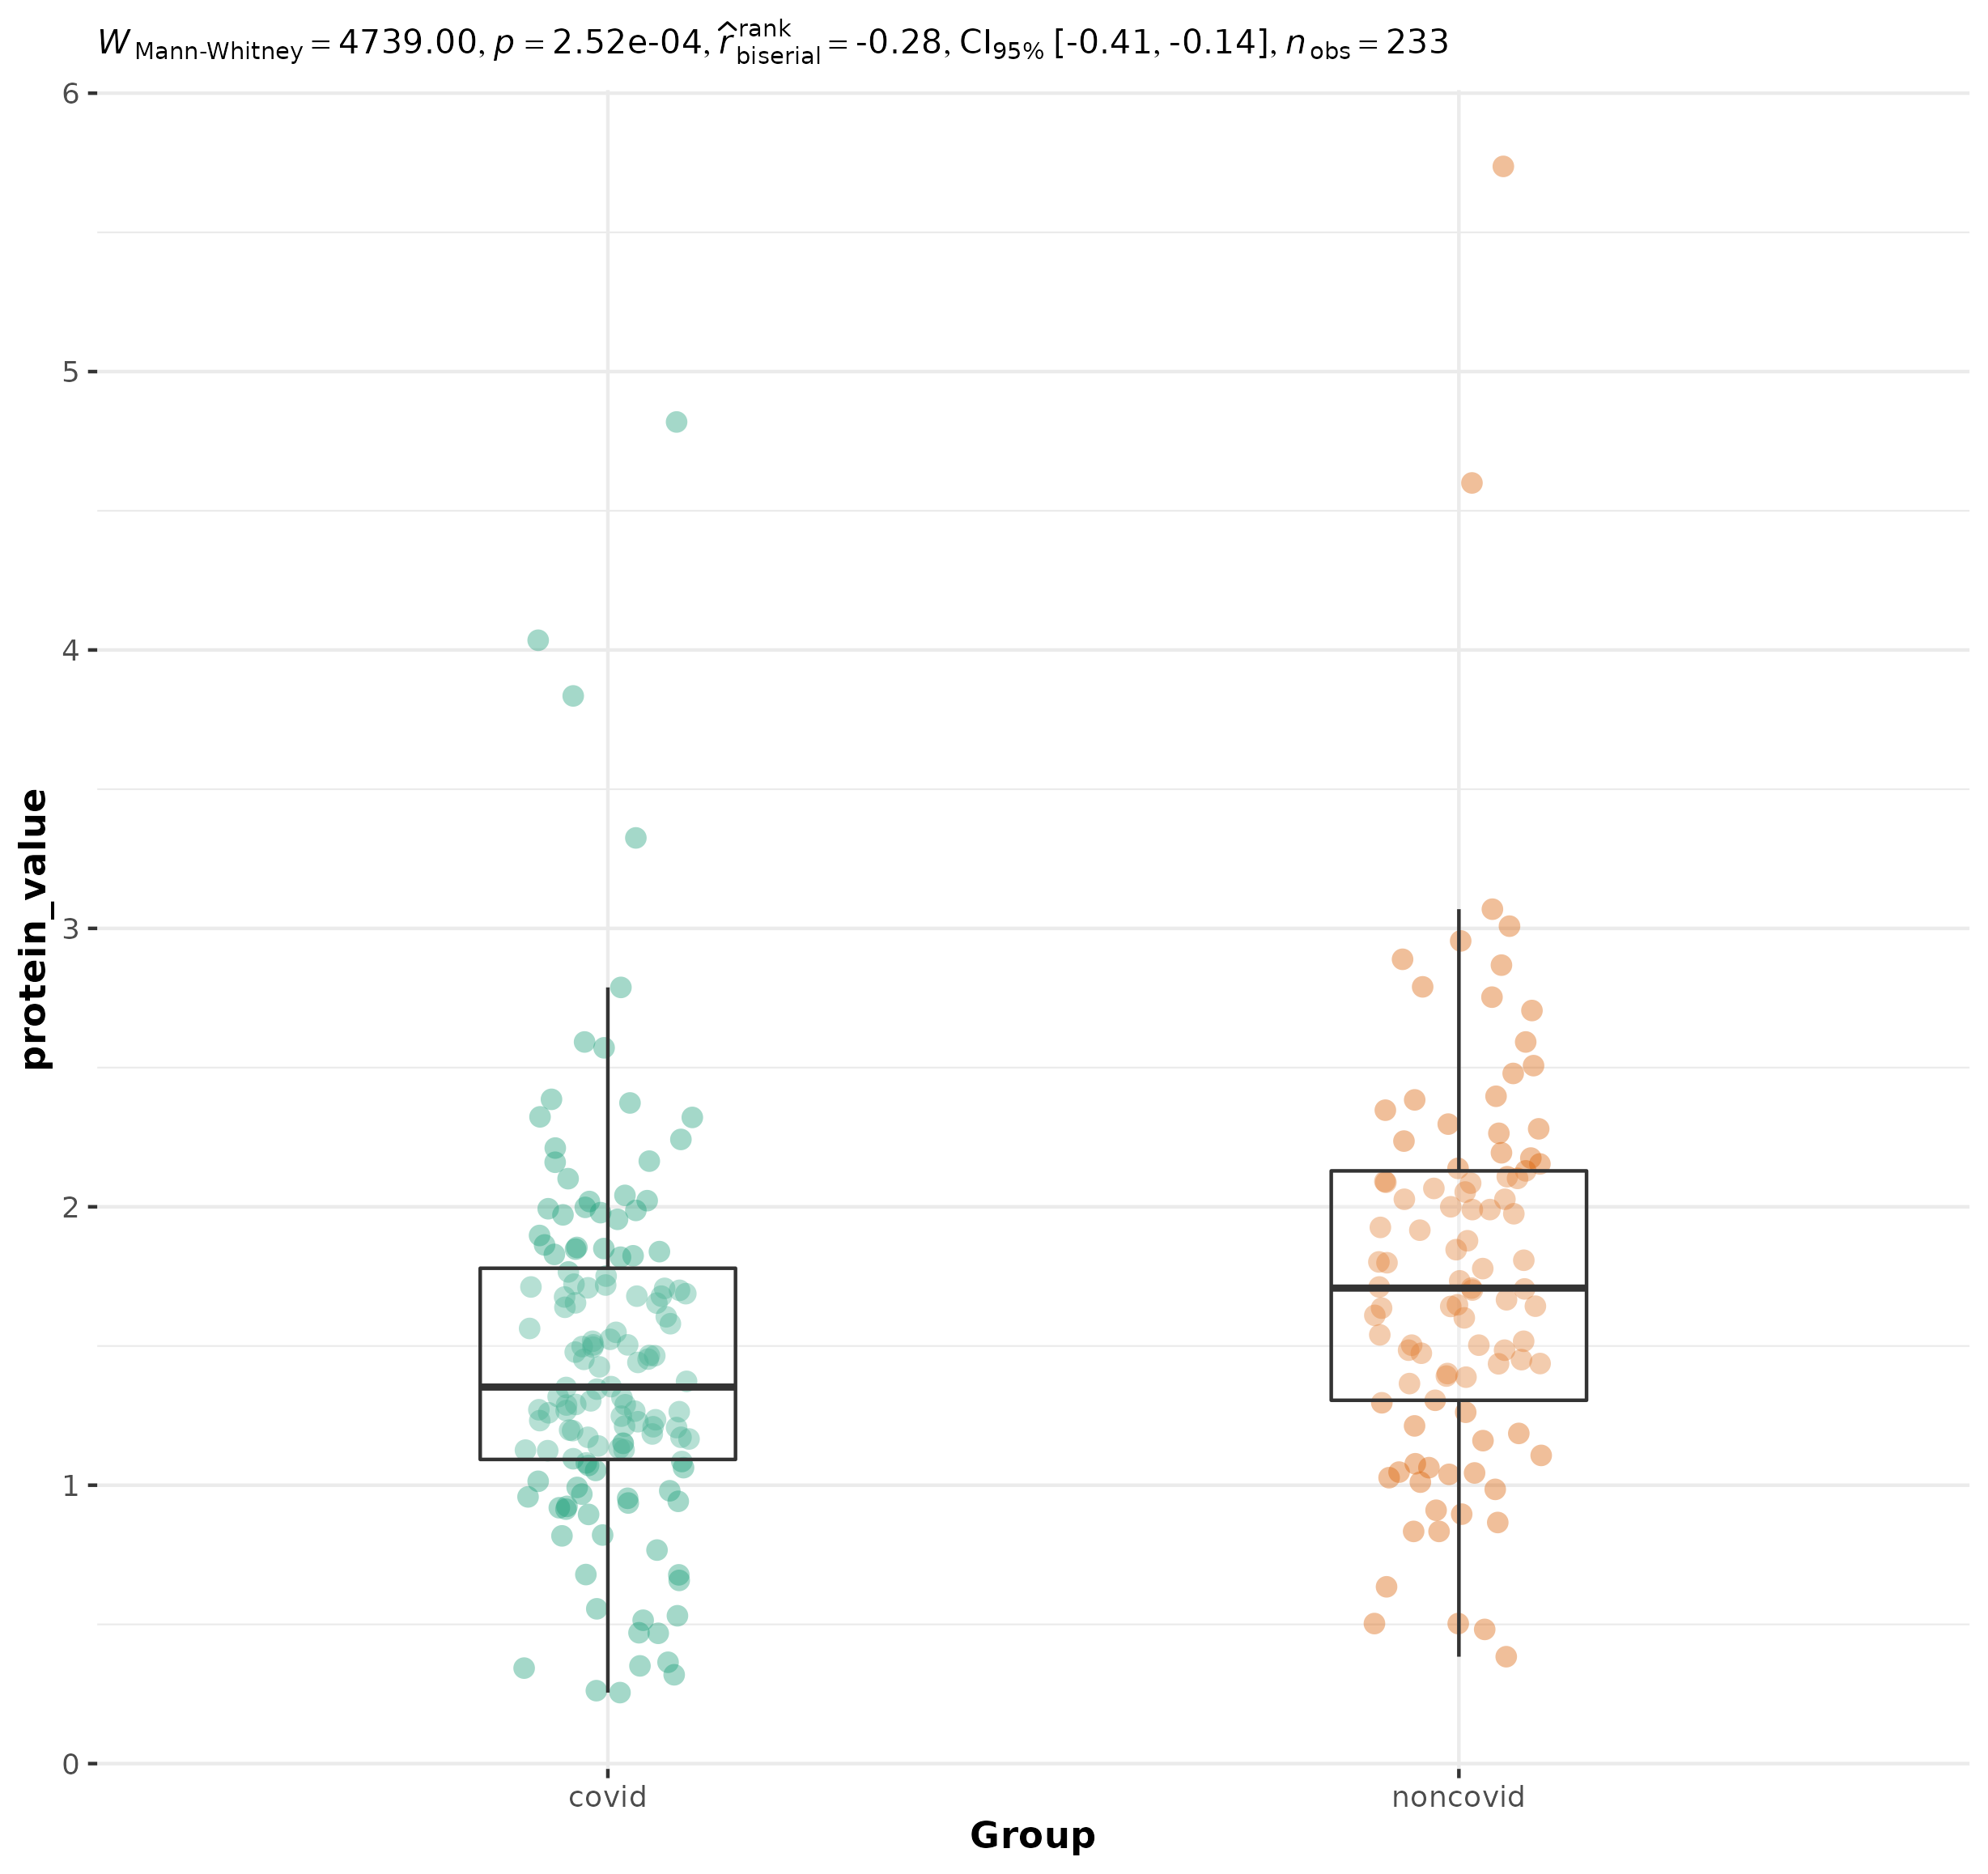 W Mann-Whitney = 4739.00, p = 2.52e-04, r̂ rank biserial = -0.28, CI95% [-0.41, -0.14], n obs = 233
6
5
4
3
2
1
0
protein_value
covid noncovid
Group